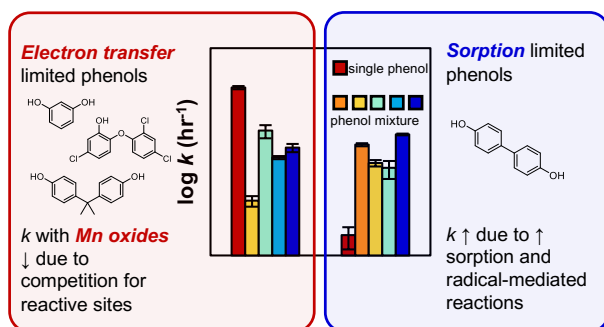 Electron transfer
limited phenols
OH
OH
OH
Cl
O
Cl
Cl
HO
OH
k with Mn oxides
↓ due to
competition for
reactive sites
log k (hr⁻¹)
single phenol
phenol mixture
Sorption limited
phenols
HO
OH
k ↑ due to ↑
sorption and
radical-mediated
reactions